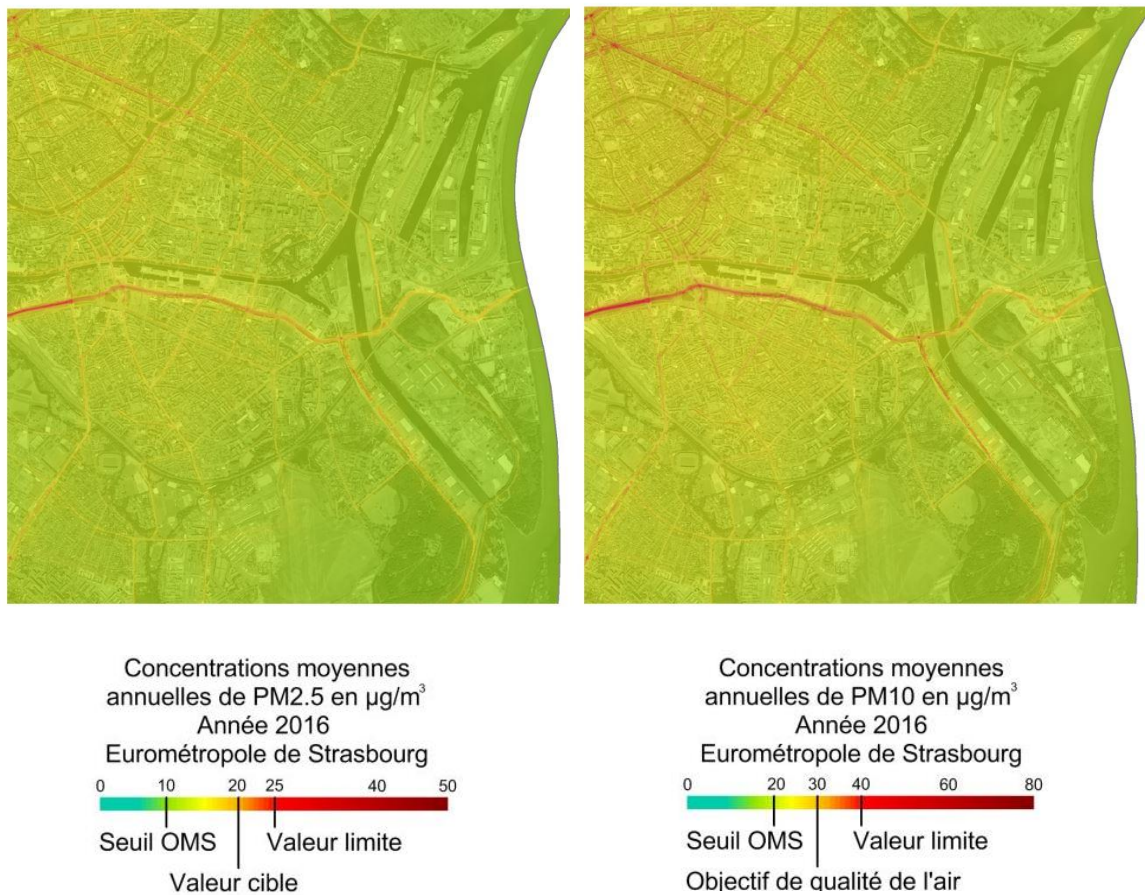 Concentrations moyennes
annuelles de PM2.5 en µg/m³
Année 2016
Eurométropole de Strasbourg
0 10 20 25 40 50
Seuil OMS Valeur limite
Valeur cible
Concentrations moyennes
annuelles de PM10 en µg/m³
Année 2016
Eurométropole de Strasbourg
0 20 30 40 60 80
Seuil OMS Valeur limite
Objectif de qualité de l'air